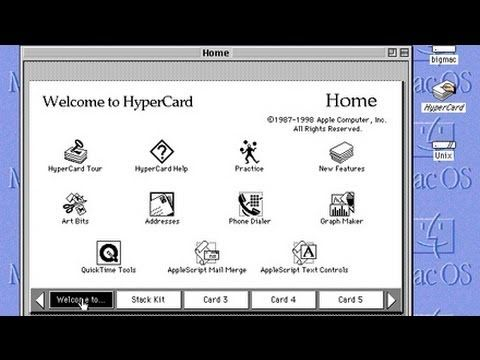 Home
bigmac
HyperCard
Unix
Mac OS
Mac OS
Welcome to HyperCard
Home
©1987-1998 Apple Computer, Inc.
All Rights Reserved.
HyperCard Tour
HyperCard Help
Practice
New Features
Art Bits
Addresses
Phone Dialer
Graph Maker
QuickTime Tools
AppleScript Mail Merge
AppleScript Text Controls
Welcome to...
Stack Kit
Card 3
Card 4
Card 5